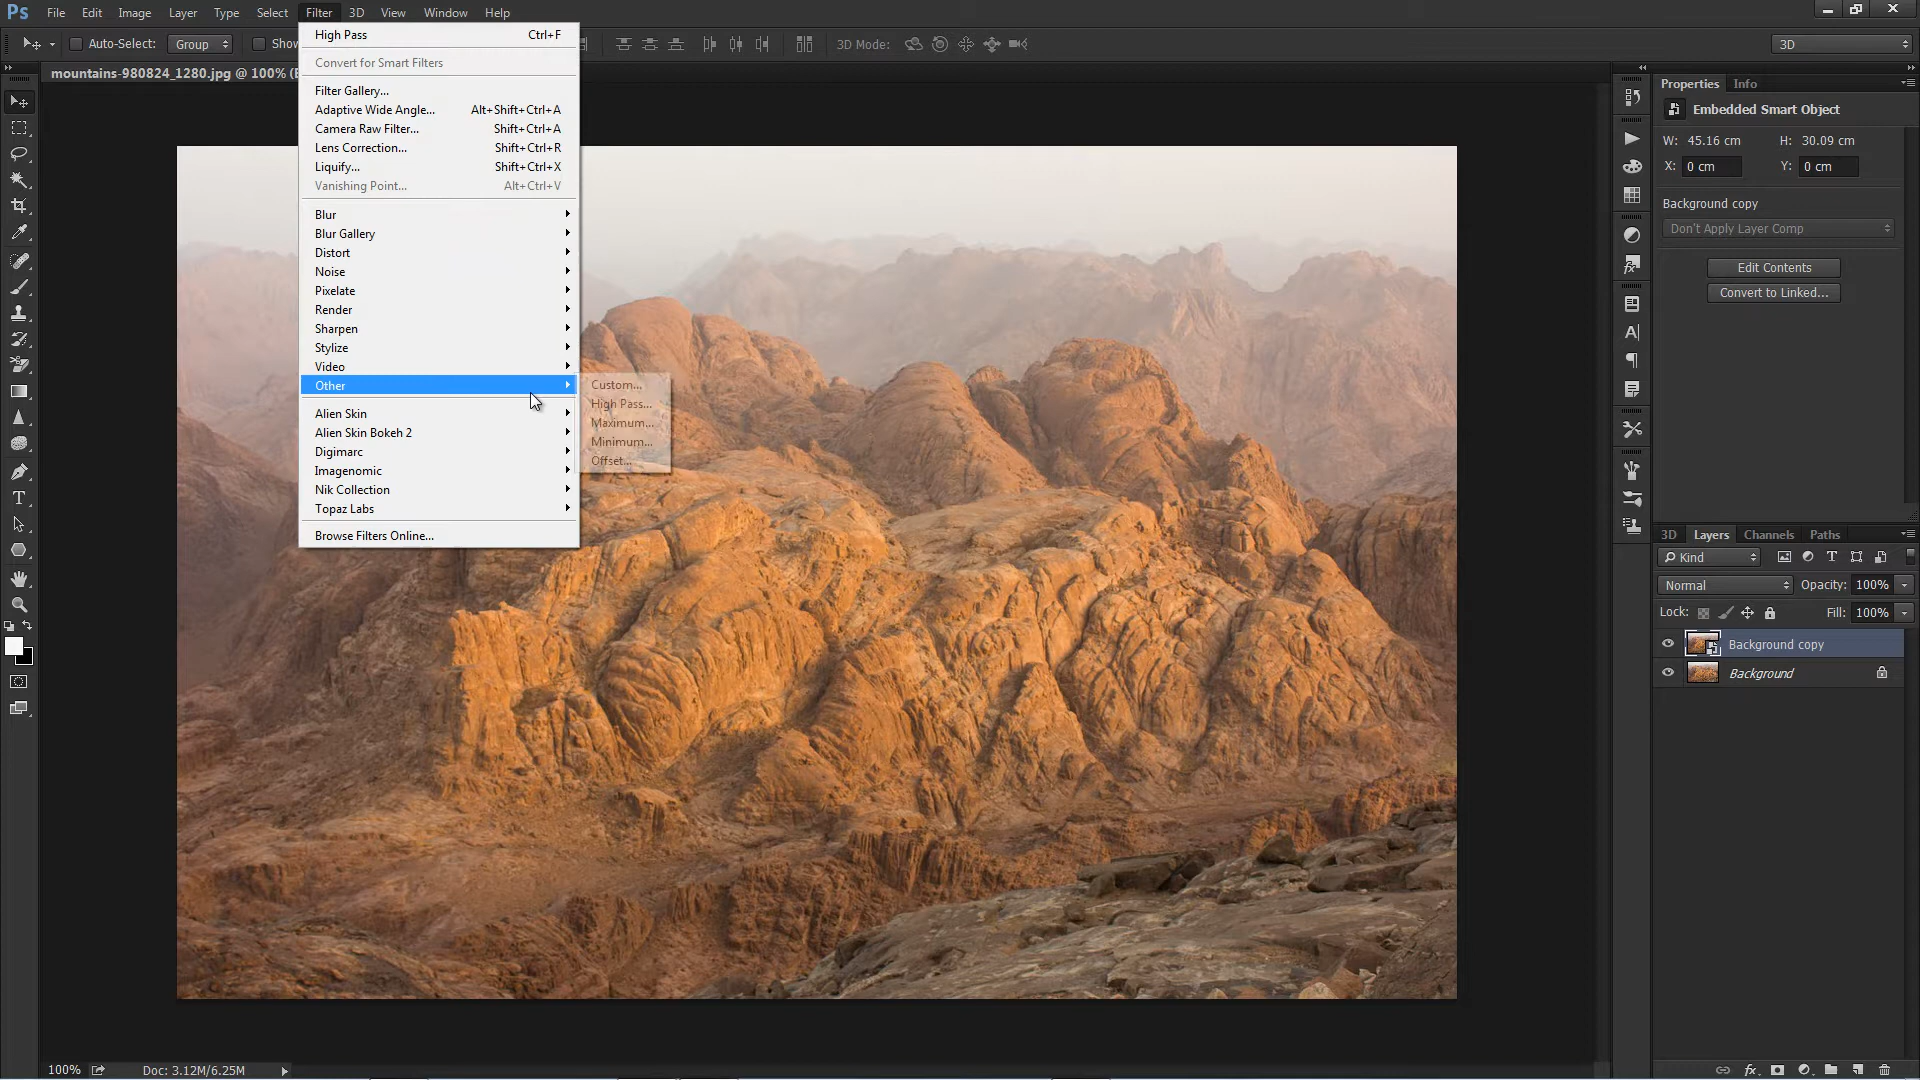 Ps File Edit Image Layer Type Select Filter 3D View Window Help
Auto-Select: Group Show 3D Mode: 3D
mountains-980824_1280.jpg @ 100% (B
High Pass Ctrl+F
Convert for Smart Filters
Filter Gallery...
Adaptive Wide Angle... Alt+Shift+Ctrl+A
Camera Raw Filter... Shift+Ctrl+A
Lens Correction... Shift+Ctrl+R
Liquify... Shift+Ctrl+X
Vanishing Point... Alt+Ctrl+V
Blur
Blur Gallery
Distort
Noise
Pixelate
Render
Sharpen
Stylize
Video
Other
Alien Skin
Alien Skin Bokeh 2
Digimarc
Imagenomic
Nik Collection
Topaz Labs
Browse Filters Online...
Custom...
High Pass...
Maximum...
Minimum...
Offset...
Properties Info
Embedded Smart Object
W: 45.16 cm H: 30.09 cm
X: 0 cm Y: 0 cm
Background copy
Don't Apply Layer Comp
Edit Contents
Convert to Linked...
3D Layers Channels Paths
Kind
Normal Opacity: 100%
Lock: Fill: 100%
Background copy
Background
100% Doc: 3.12M/6.25M